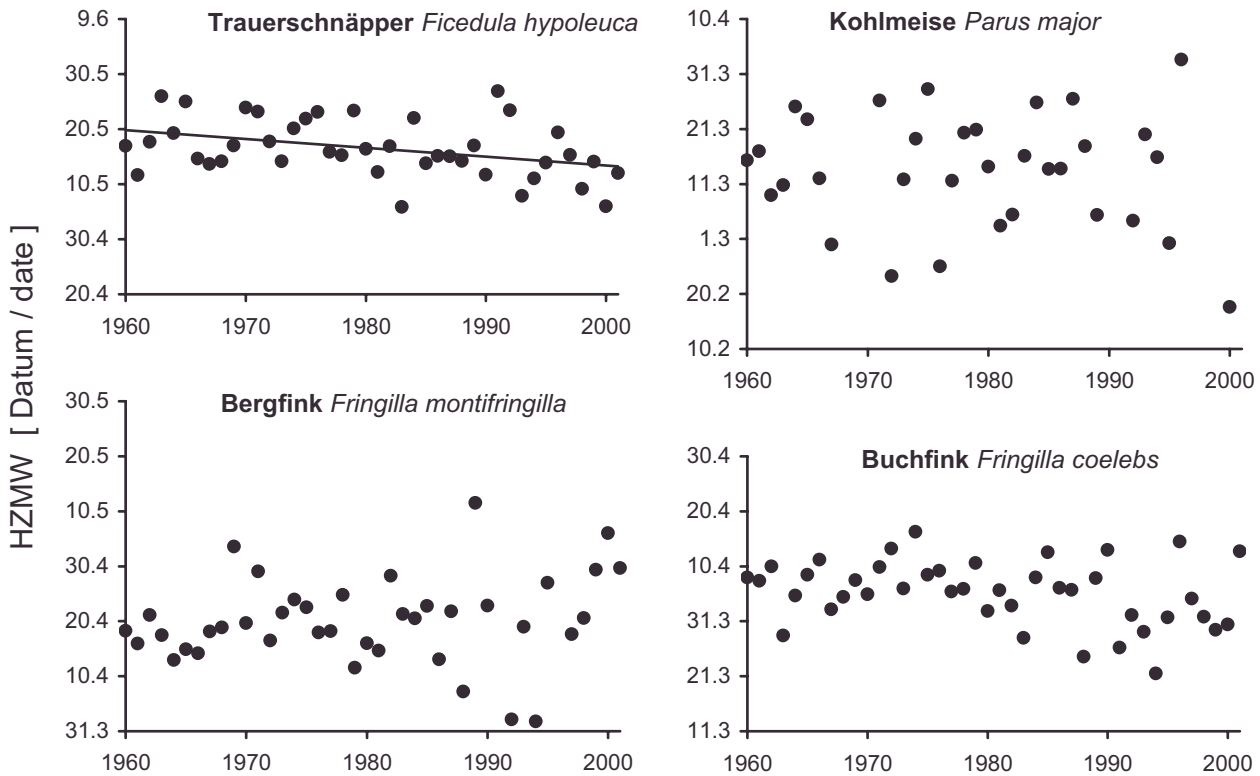 HZMW [ Datum / date ]
Trauerschnäpper Ficedula hypoleuca
9.6
30.5
20.5
10.5
30.4
20.4
1960 1970 1980 1990 2000
Kohlmeise Parus major
10.4
31.3
21.3
11.3
1.3
20.2
10.2
1960 1970 1980 1990 2000
Bergfink Fringilla montifringilla
30.5
20.5
10.5
30.4
20.4
10.4
31.3
1960 1970 1980 1990 2000
Buchfink Fringilla coelebs
30.4
20.4
10.4
31.3
21.3
11.3
1960 1970 1980 1990 2000